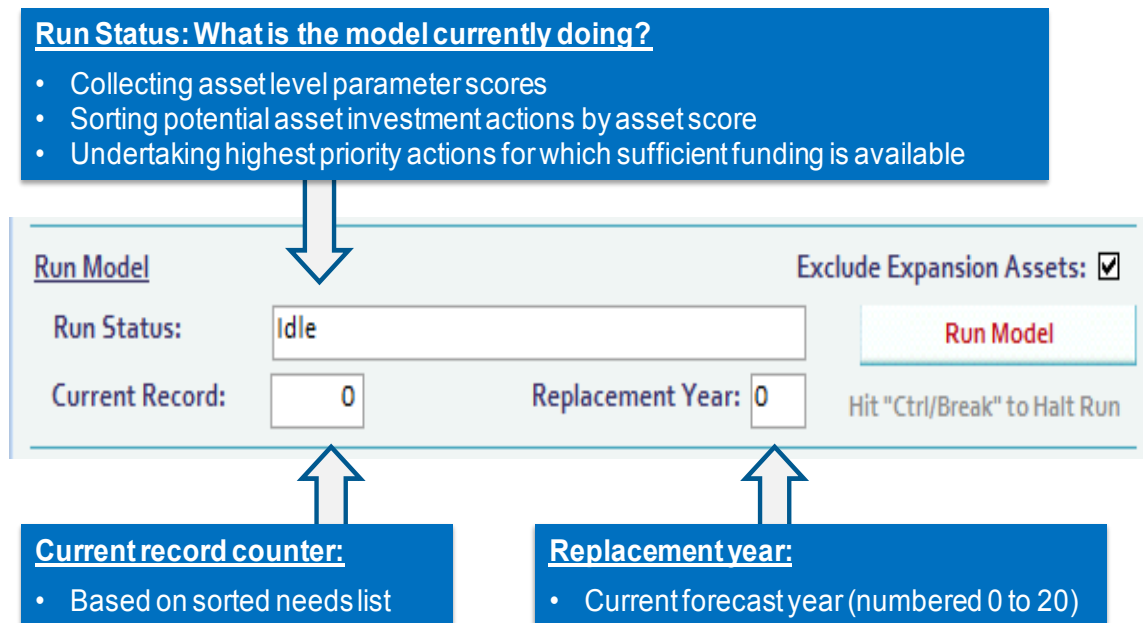 Run Status: What is the model currently doing?
• Collecting asset level parameter scores
• Sorting potential asset investment actions by asset score
• Undertaking highest priority actions for which sufficient funding is available
Run Model
Exclude Expansion Assets:
Run Status:
Idle
Run Model
Current Record:
0
Replacement Year:
0
Hit "Ctrl/Break" to Halt Run
Current record counter:
• Based on sorted needs list
Replacement year:
• Current forecast year (numbered 0 to 20)